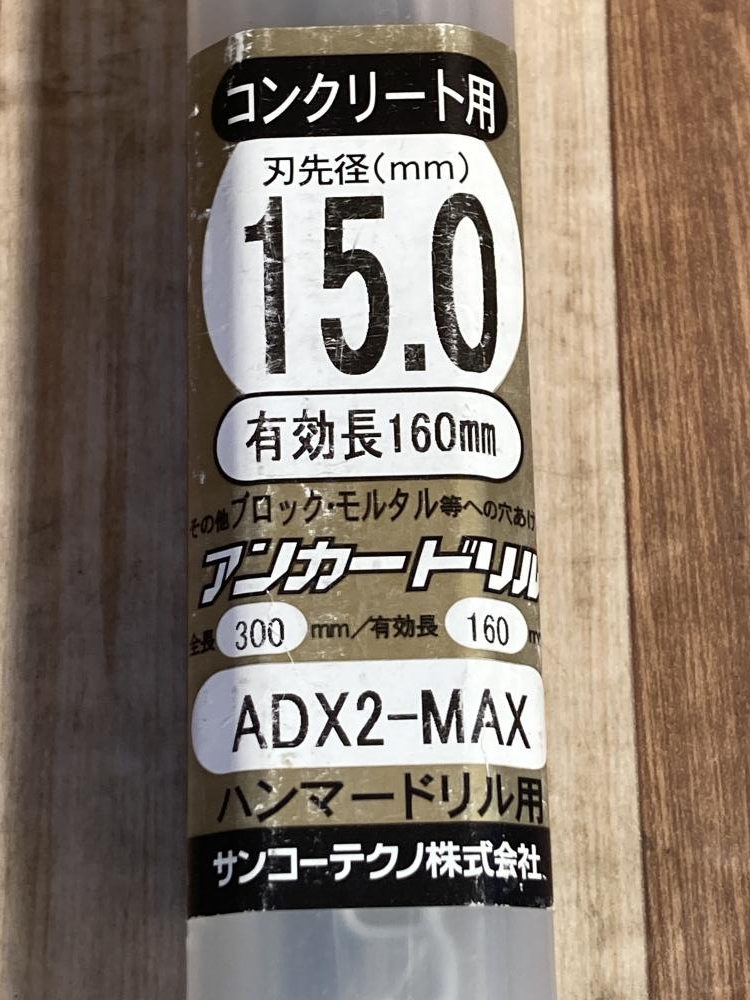 コンクリート用
刃先径(mm)
15.0
有効長160mm
その他ブロック・モルタル等への穴あけ
アンカードリル
全長 300 mm/有効長 160 mm
ADX2-MAX
ハンマードリル用
サンコーテクノ株式会社